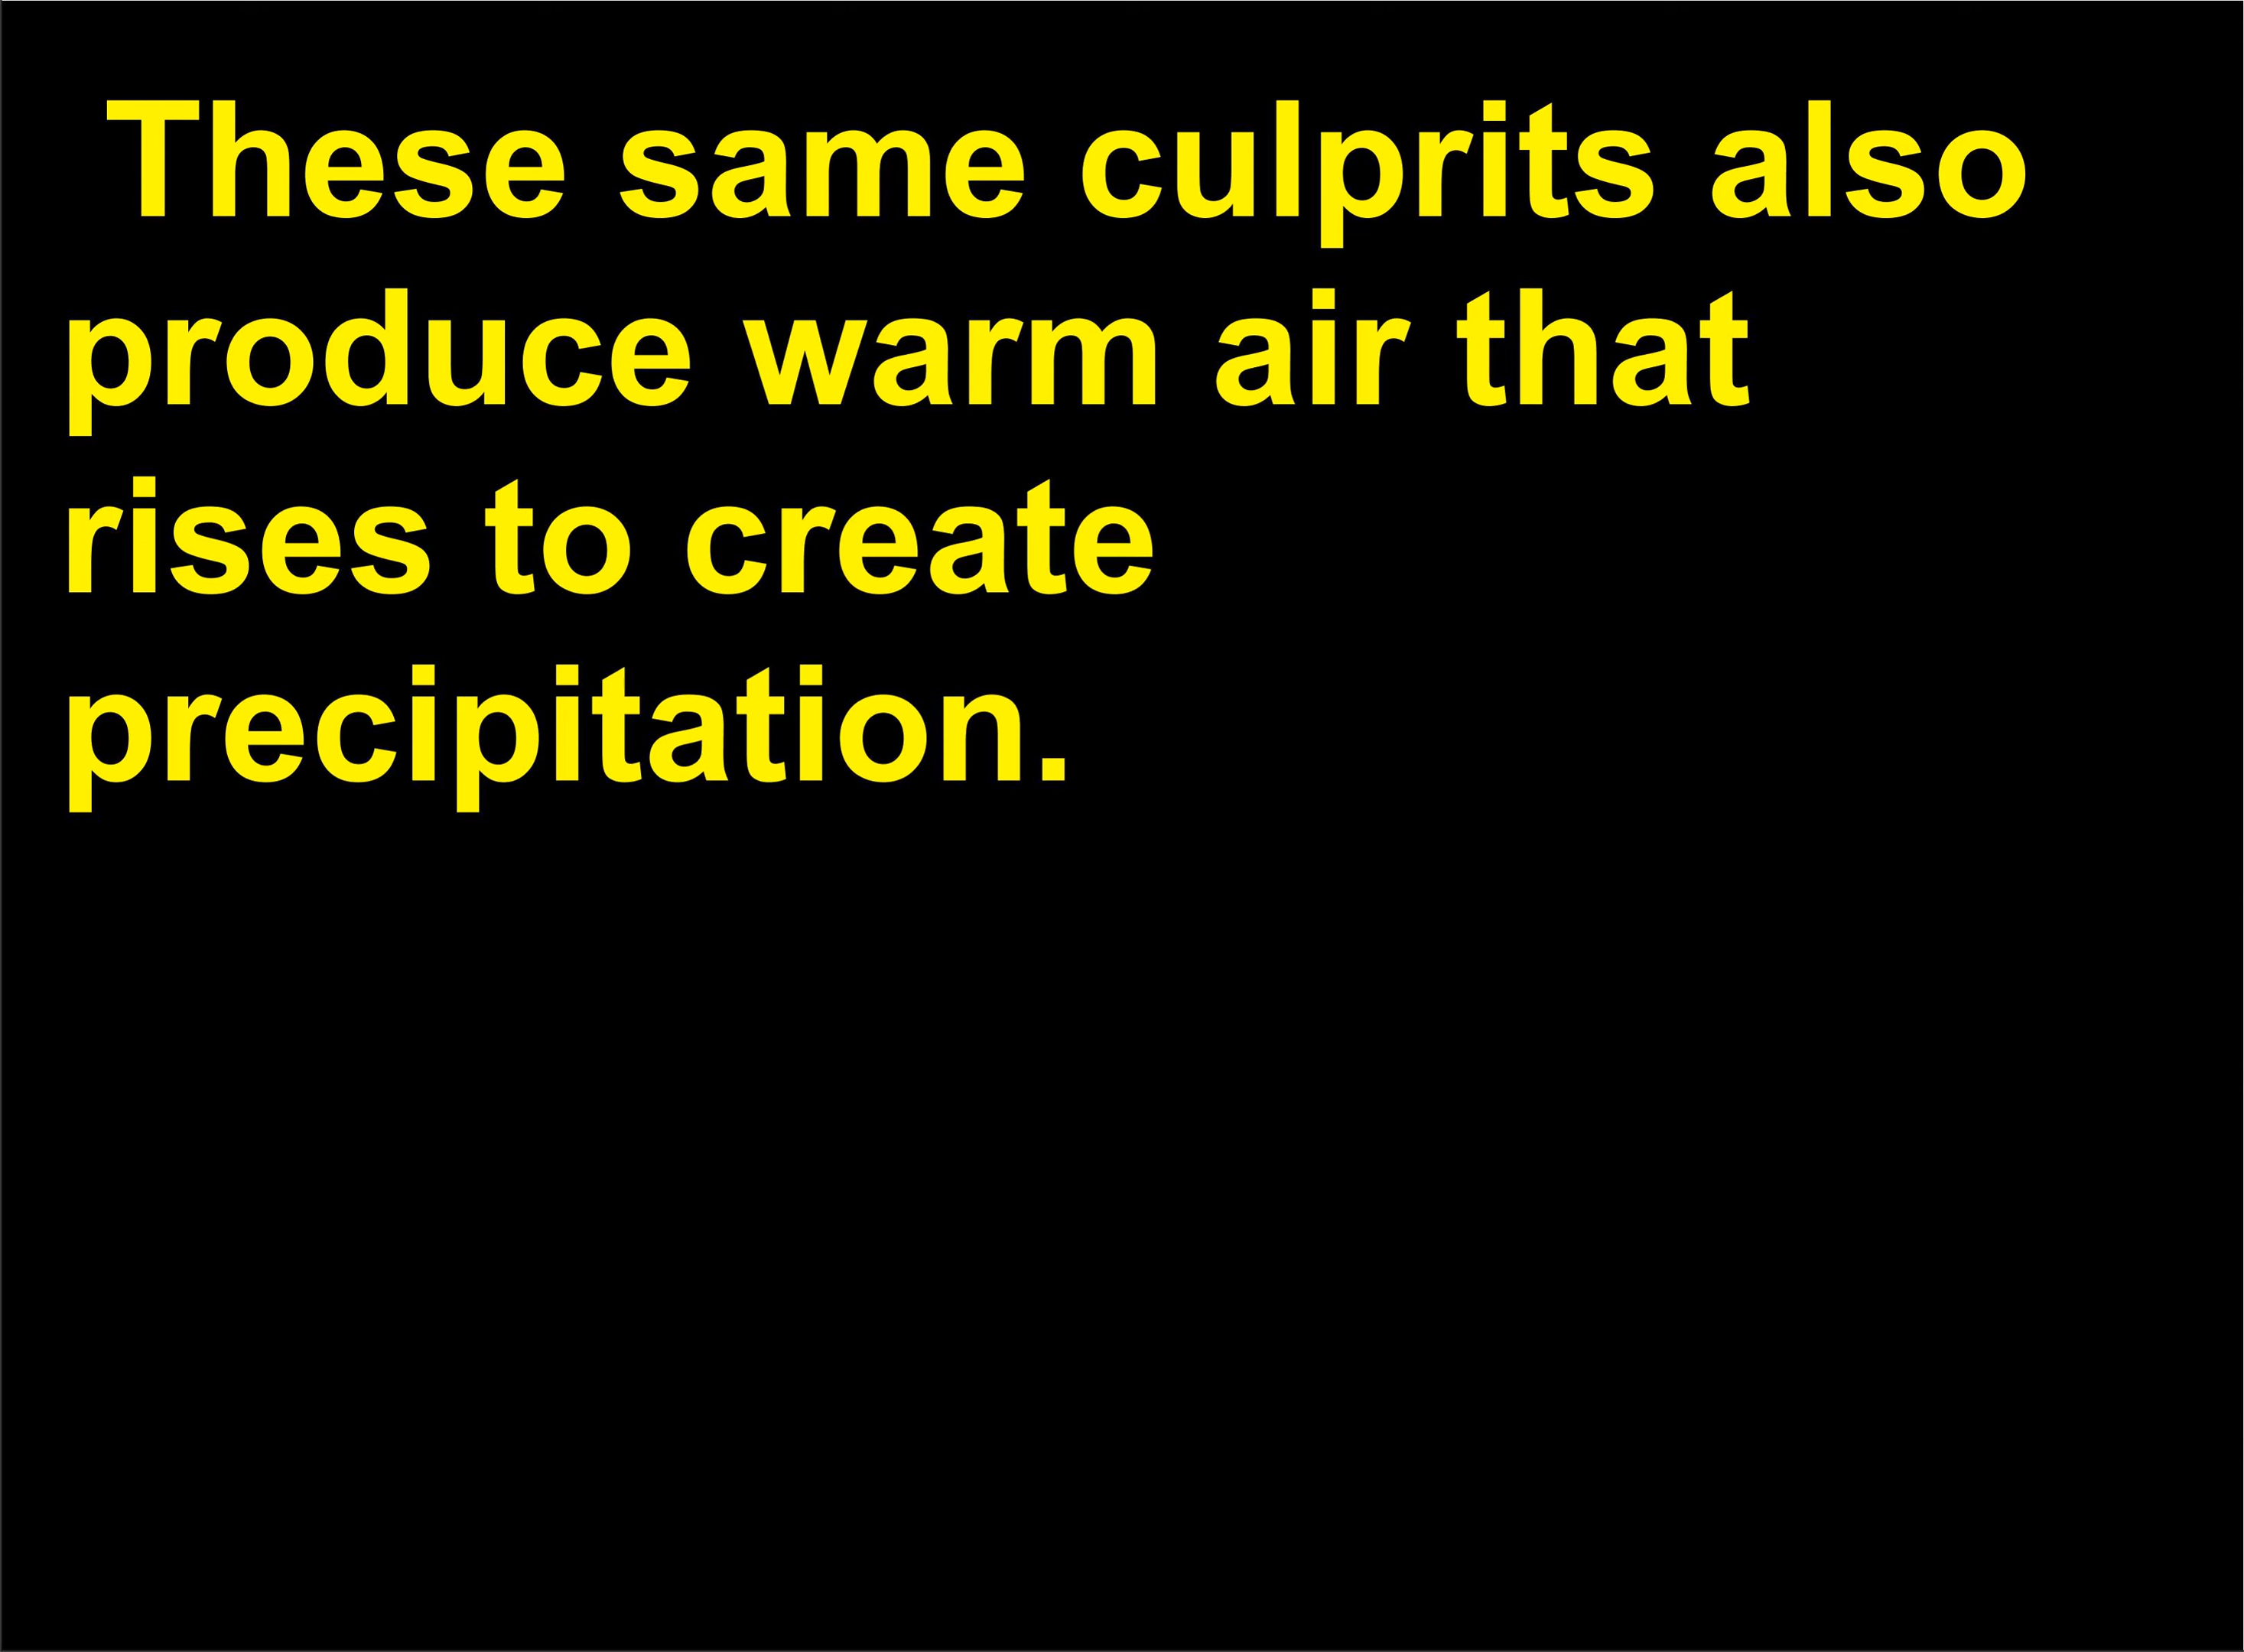 These same culprits also
produce warm air that
rises to create
precipitation.